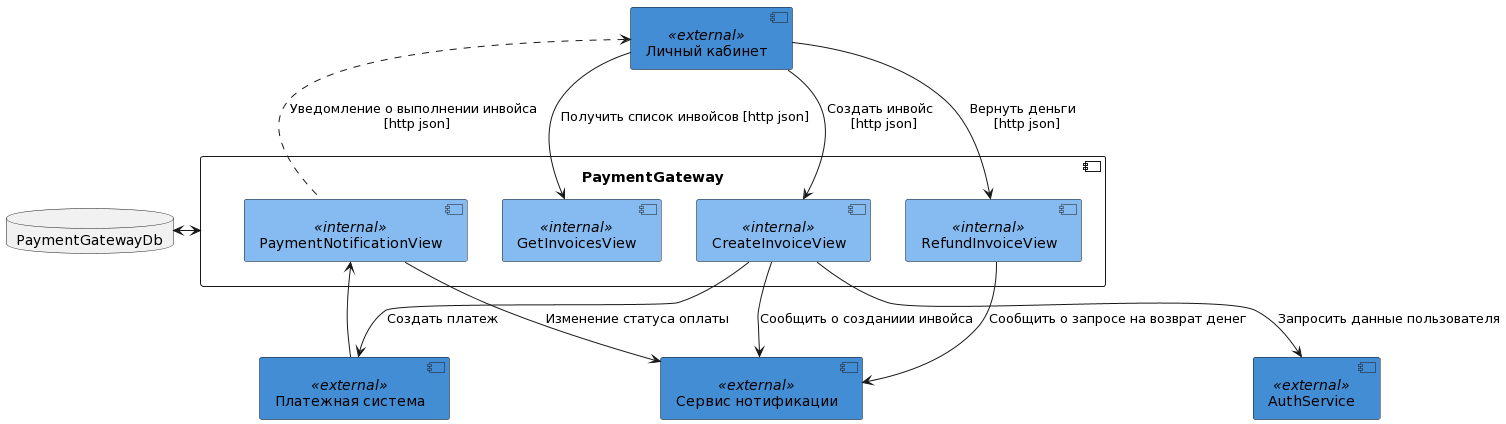 «external»
Личный кабинет
Уведомление о выполнении инвойса
[http json]
Получить список инвойсов [http json]
Создать инвойс
[http json]
Вернуть деньги
[http json]
PaymentGateway
PaymentGatewayDb
«internal»
PaymentNotificationView
«internal»
GetInvoicesView
«internal»
CreateInvoiceView
«internal»
RefundInvoiceView
Создать платеж
Изменение статуса оплаты
Сообщить о созданиии инвойса
Сообщить о запросе на возврат денег
Запросить данные пользователя
«external»
Платежная система
«external»
Сервис нотификации
«external»
AuthService